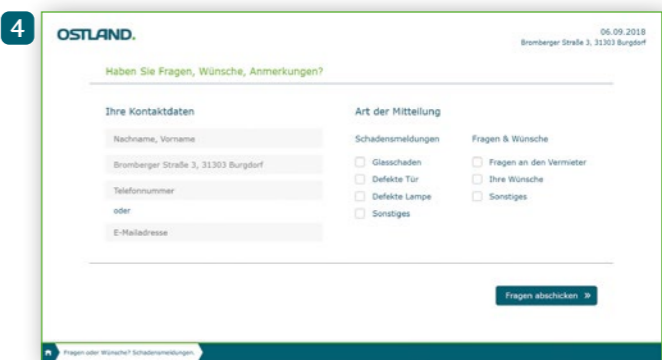 4
OSTLAND.
06.09.2018
Bromberger Straße 3, 31303 Burgdorf
Haben Sie Fragen, Wünsche, Anmerkungen?
Ihre Kontaktdaten
Nachname, Vorname
Bromberger Straße 3, 31303 Burgdorf
Telefonnummer
oder
E-Mailadresse
Art der Mitteilung
Schadensmeldungen
Glasschaden
Defekte Tür
Defekte Lampe
Sonstiges
Fragen & Wünsche
Fragen an den Vermieter
Ihre Wünsche
Sonstiges
Fragen abschicken »
Fragen oder Wünsche? Schadensmeldungen.